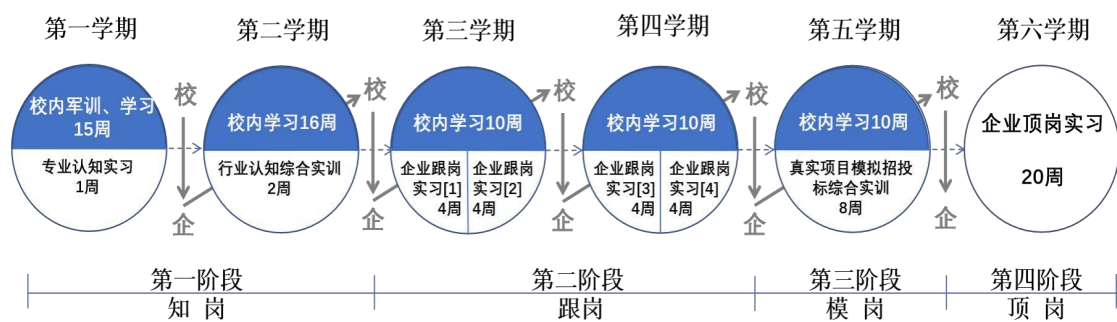 第一学期
第二学期
第三学期
第四学期
第五学期
第六学期
校内军训、学习
15周
专业认知实习
1周
校
企
校内学习16周
行业认知综合实训
2周
校
企
校内学习10周
企业跟岗
实习[1]
4周
企业跟岗
实习[2]
4周
校
企
校内学习10周
企业跟岗
实习[3]
4周
企业跟岗
实习[4]
4周
校
企
校内学习10周
真实项目模拟招投
标综合实训
8周
校
企
企业顶岗实习
20周
第一阶段
知 岗
第二阶段
跟岗
第三阶段
模 岗
第四阶段
顶 岗